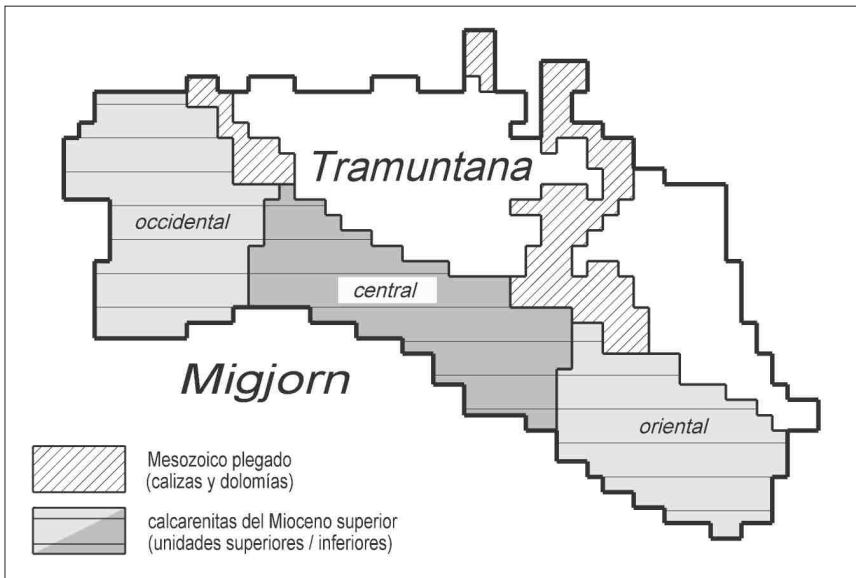 Tramuntana
occidental
central
Migjorn
oriental
Mesozoico plegado
(calizas y dolomías)
calcarenitas del Mioceno superior
(unidades superiores / inferiores)